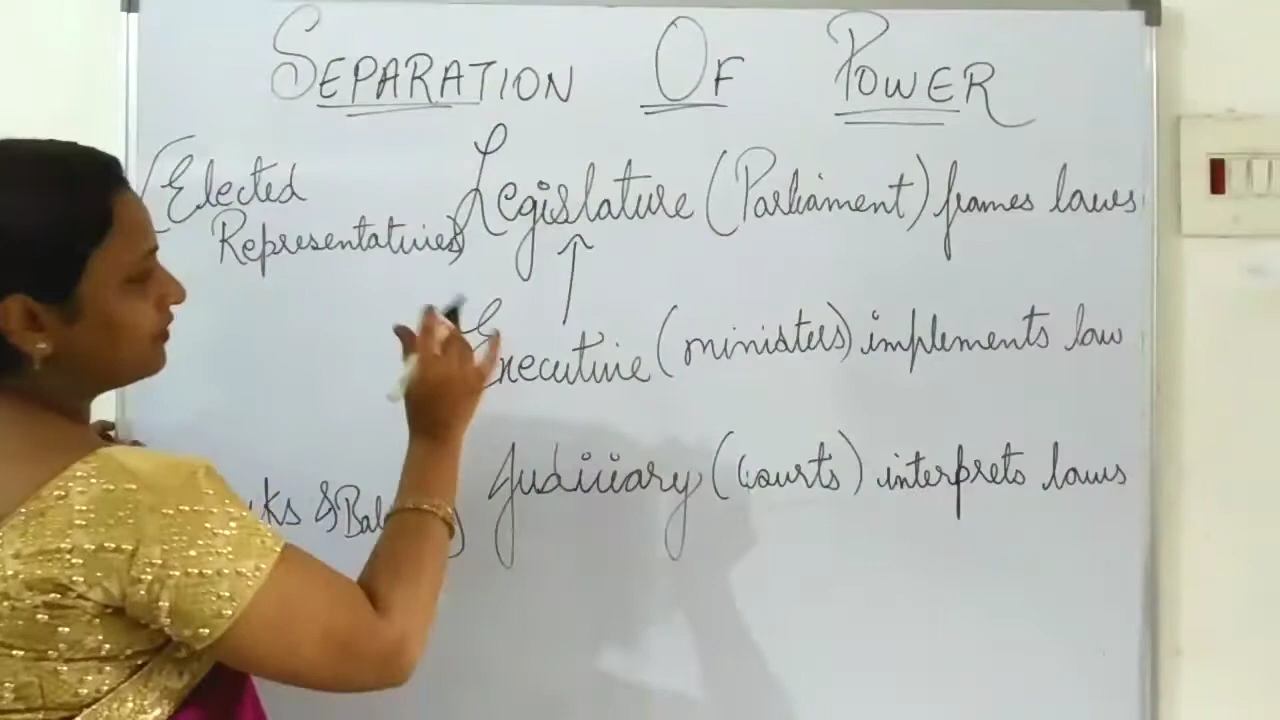 SEPARATION OF POWER
(Elected Legislature (Parliament) frames laws
Representatives)
Executive (ministers) implements law
Judiciary (courts) interprets laws
&